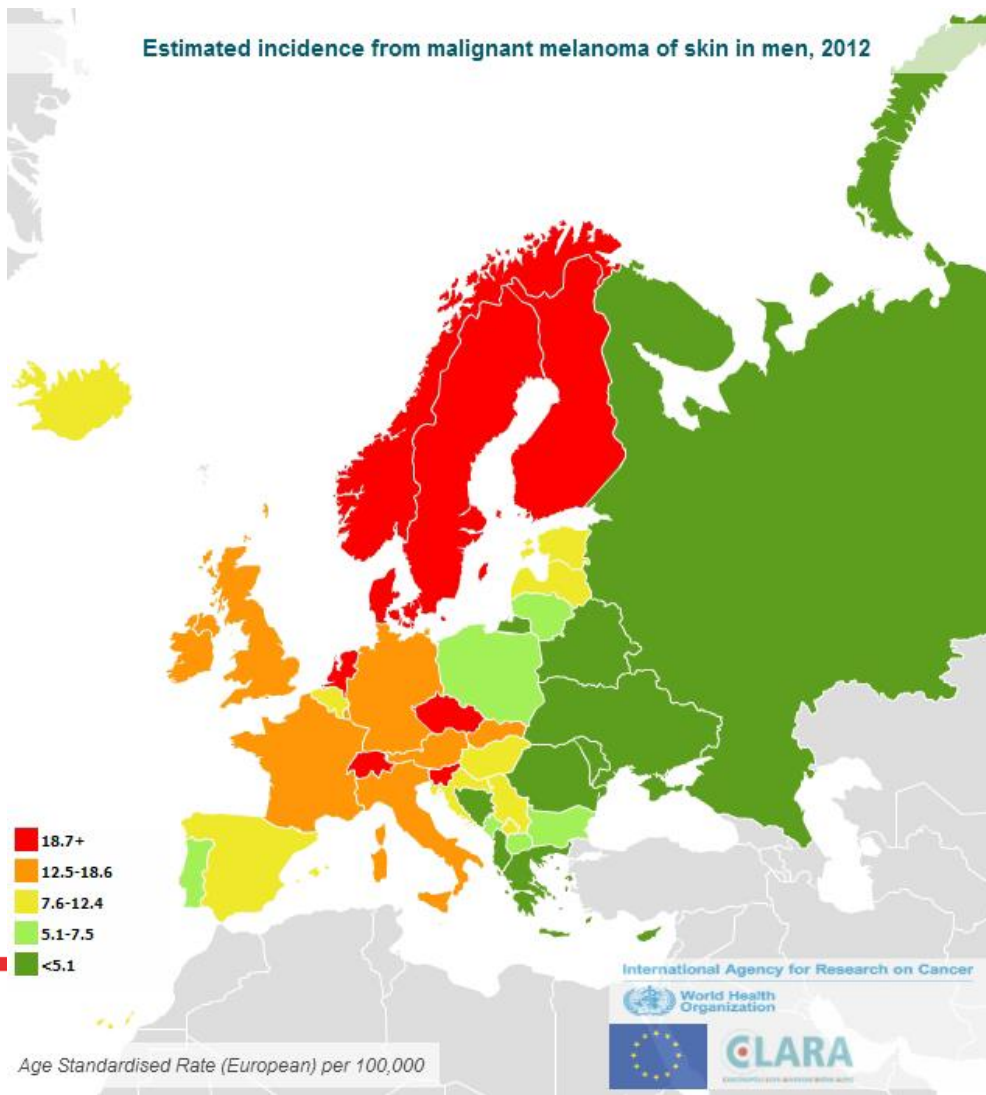 Estimated incidence from malignant melanoma of skin in men, 2012
18.7+
12.5-18.6
7.6-12.4
5.1-7.5
<5.1
International Agency for Research on Cancer
World Health
Organization
CLARA
Age Standardised Rate (European) per 100,000